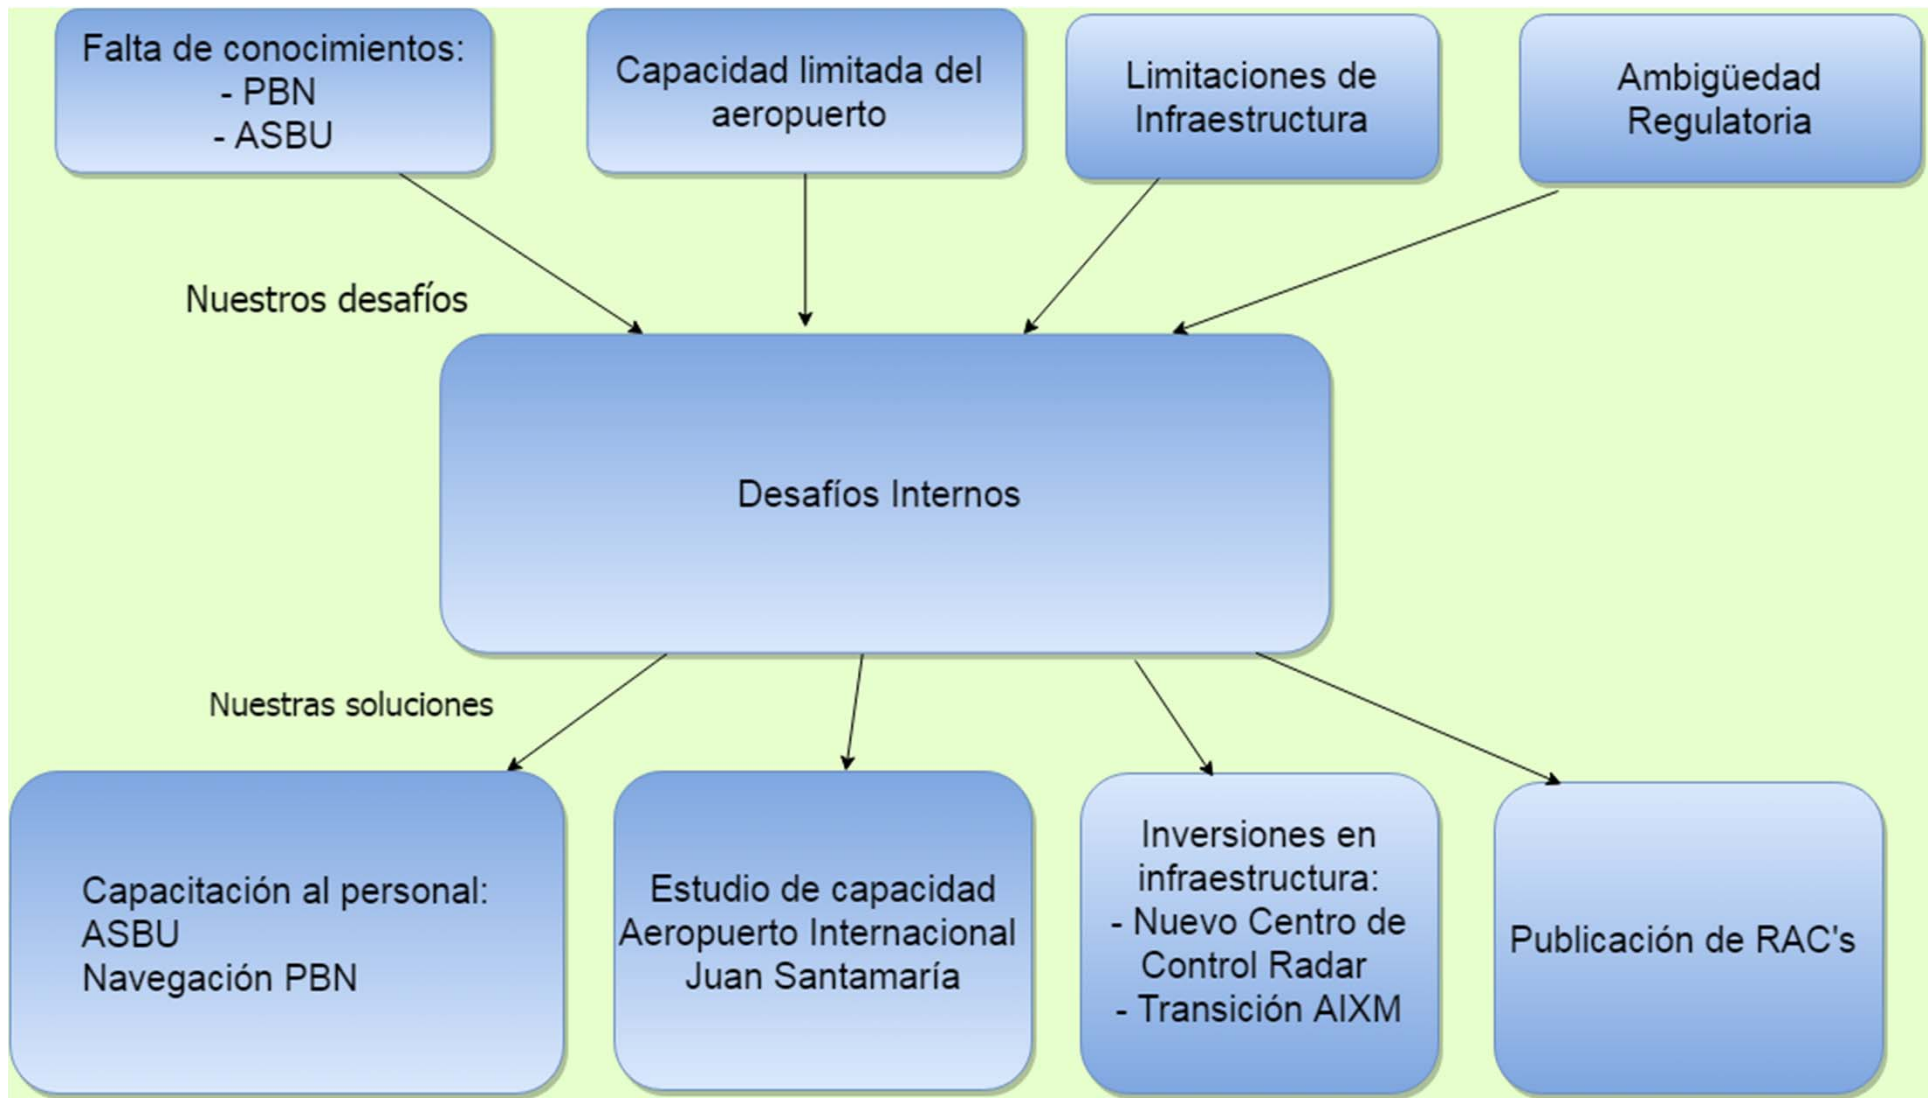 Falta de conocimientos:
- PBN
- ASBU
Capacidad limitada del
aeropuerto
Limitaciones de
Infraestructura
Ambigüedad
Regulatoria
Nuestros desafíos
Desafíos Internos
Nuestras soluciones
Capacitación al personal:
ASBU
Navegación PBN
Estudio de capacidad
Aeropuerto Internacional
Juan Santamaría
Inversiones en
infraestructura:
- Nuevo Centro de
Control Radar
- Transición AIXM
Publicación de RAC's